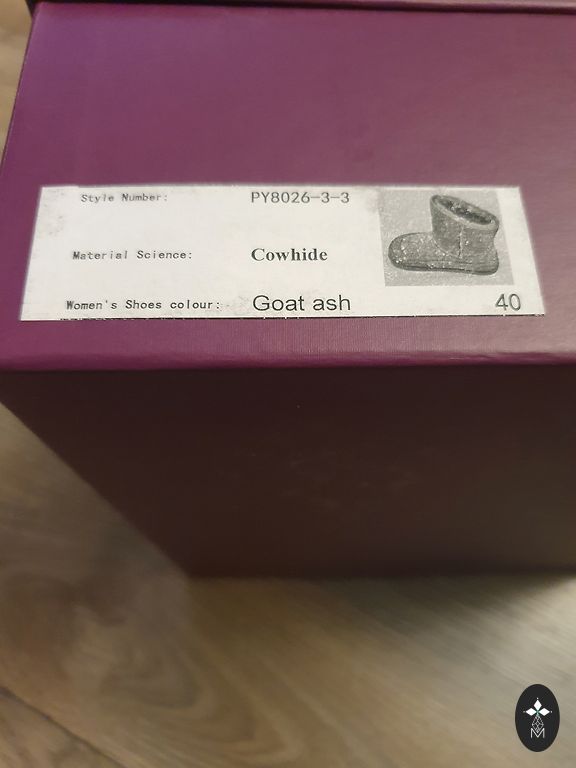 Style Number: PY8026-3-3
Material Science: Cowhide
Women's Shoes colour: Goat ash 40
M